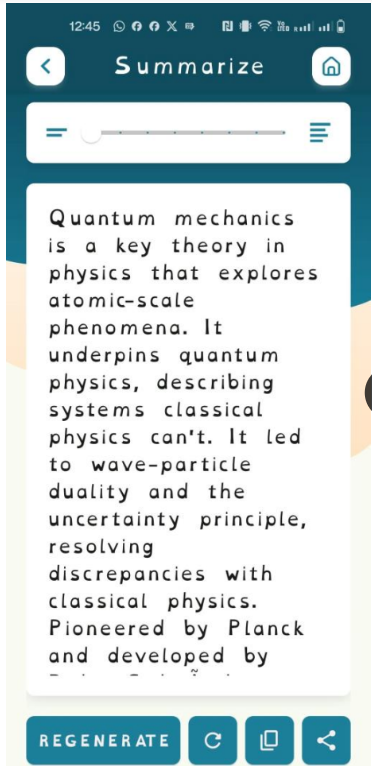 12:45
Summarize
Quantum mechanics
is a key theory in
physics that explores
atomic-scale
phenomena. It
underpins quantum
physics, describing
systems classical
physics can't. It led
to wave-particle
duality and the
uncertainty principle,
resolving
discrepancies with
classical physics.
Pioneered by Planck
and developed by
REGENERATE